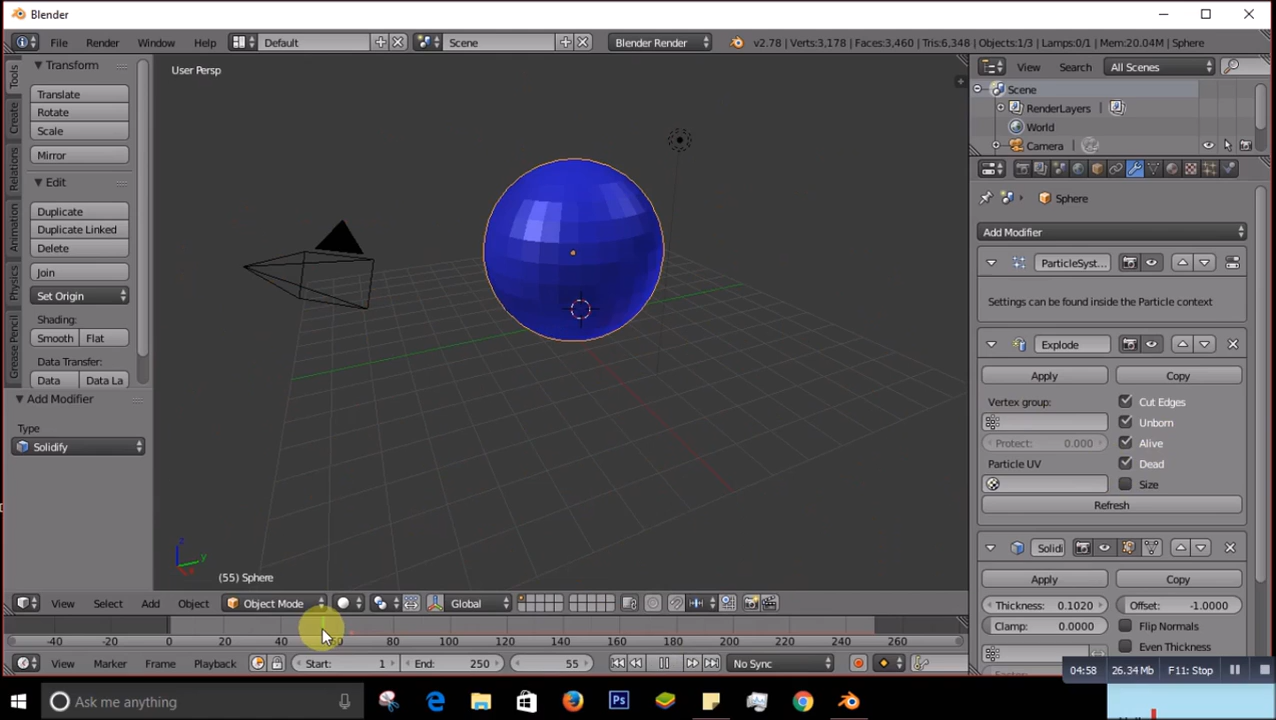 Blender
File Render Window Help Default Scene Blender Render v2.78 | Verts:3,178 | Faces:3,460 | Tris:6,348 | Objects:1/3 | Lamps:0/1 | Mem:20.04M | Sphere
Tools
Create
Relations
Animation
Physics
Grease Pencil
Transform
Translate
Rotate
Scale
Mirror
Edit
Duplicate
Duplicate Linked
Delete
Join
Set Origin
Shading:
Smooth Flat
Data Transfer:
Data Data La
Add Modifier
Type
Solidify
User Persp
z
y
(55) Sphere
View Search All Scenes
Scene
RenderLayers
World
Camera
Sphere
Add Modifier
ParticleSyst...
Settings can be found inside the Particle context
Explode
Apply Copy
Vertex group: Cut Edges
Unborn
Protect: 0.000 Alive
Particle UV Dead
Size
Refresh
Solidi
Apply Copy
Thickness: 0.1020 Offset: -1.0000
Clamp: 0.0000 Flip Normals
Even Thickness
View Select Add Object Object Mode Global
-40 -20 0 20 40 80 100 120 140 160 180 200 220 240 260
View Marker Frame Playback Start: 1 End: 250 55 No Sync
04:58 26.34 Mb F11: Stop
Ask me anything
Ps